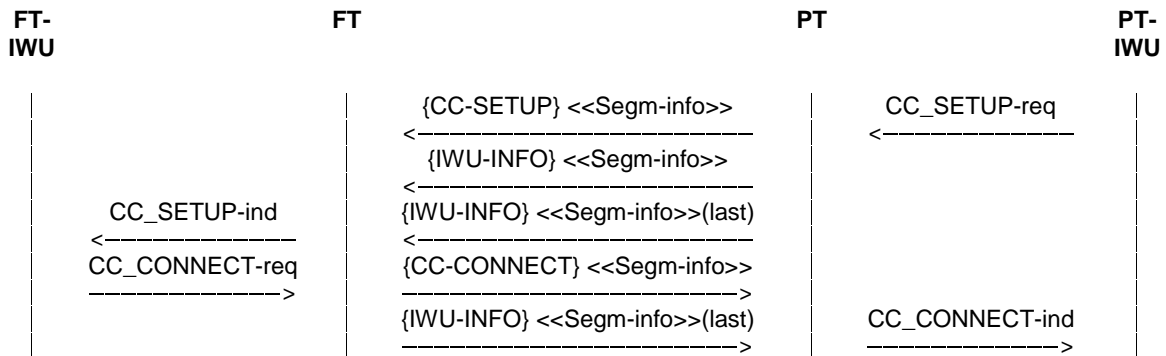 FT- FT PT PT-
IWU IWU
{CC-SETUP} <<Segm-info>> CC_SETUP-req
{IWU-INFO} <<Segm-info>>
CC_SETUP-ind {IWU-INFO} <<Segm-info>>(last)
CC_CONNECT-req {CC-CONNECT} <<Segm-info>>
{IWU-INFO} <<Segm-info>>(last) CC_CONNECT-ind